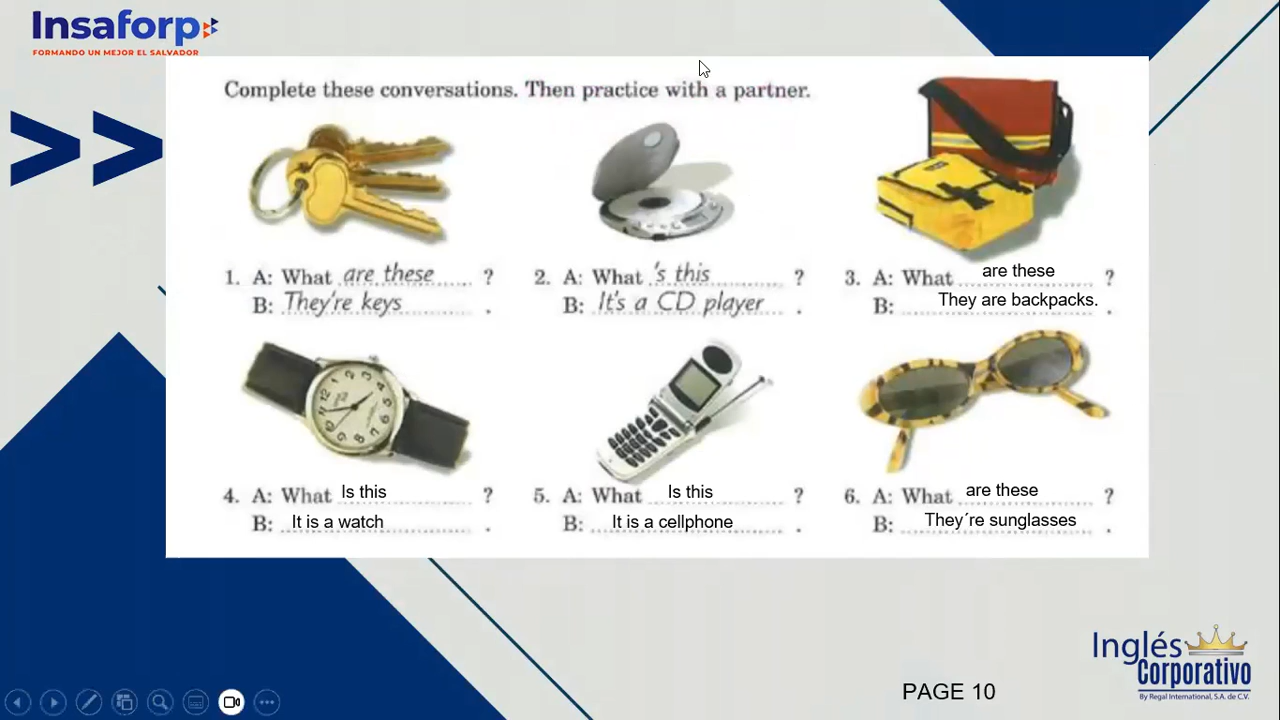 Insaforp
FORMANDO UN MEJOR EL SALVADOR
Complete these conversations. Then practice with a partner.
1. A: What are these ?
B: They're keys .
2. A: What 's this ?
B: It's a CD player .
3. A: What are these ?
B: They are backpacks. .
4. A: What Is this ?
B: It is a watch .
5. A: What Is this ?
B: It is a cellphone .
6. A: What are these ?
B: They´re sunglasses .
Inglés
Corporativo
By Regal International, S.A. de C.V.
PAGE 10